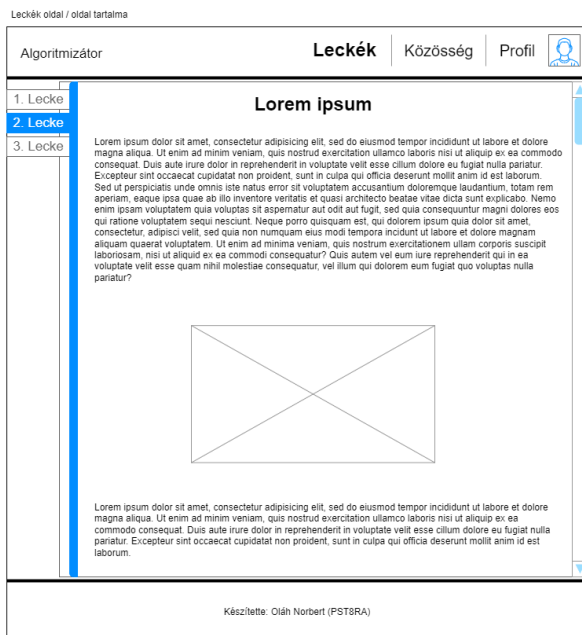 Leckék oldal / oldal tartalma
Algoritmizátor
Leckék
Közösség
Profil
1. Lecke
2. Lecke
3. Lecke
Lorem ipsum
Lorem ipsum dolor sit amet, consectetur adipisicing elit, sed do eiusmod tempor incididunt ut labore et dolore
magna aliqua. Ut enim ad minim veniam, quis nostrud exercitation ullamco laboris nisi ut aliquip ex ea commodo
consequat. Duis aute irure dolor in reprehenderit in voluptate velit esse cillum dolore eu fugiat nulla pariatur.
Excepteur sint occaecat cupidatat non proident, sunt in culpa qui officia deserunt mollit anim id est laborum.
Sed ut perspiciatis unde omnis iste natus error sit voluptatem accusantium doloremque laudantium, totam rem
aperiam, eaque ipsa quae ab illo inventore veritatis et quasi architecto beatae vitae dicta sunt explicabo. Nemo
enim ipsam voluptatem quia voluptas sit aspernatur aut odit aut fugit, sed quia consequuntur magni dolores eos
qui ratione voluptatem sequi nesciunt. Neque porro quisquam est, qui dolorem ipsum quia dolor sit amet,
consectetur, adipisci velit, sed quia non numquam eius modi tempora incidunt ut labore et dolore magnam
aliquam quaerat voluptatem. Ut enim ad minima veniam, quis nostrum exercitationem ullam corporis suscipit
laboriosam, nisi ut aliquid ex ea commodi consequatur? Quis autem vel eum iure reprehenderit qui in ea
voluptate velit esse quam nihil molestiae consequatur, vel illum qui dolorem eum fugiat quo voluptas nulla
pariatur?
Lorem ipsum dolor sit amet, consectetur adipisicing elit, sed do eiusmod tempor incididunt ut labore et dolore
magna aliqua. Ut enim ad minim veniam, quis nostrud exercitation ullamco laboris nisi ut aliquip ex ea
commodo consequat. Duis aute irure dolor in reprehenderit in voluptate velit esse cillum dolore eu fugiat nulla
pariatur. Excepteur sint occaecat cupidatat non proident, sunt in culpa qui officia deserunt mollit anim id est
laborum.
Készítette: Oláh Norbert (PST8RA)